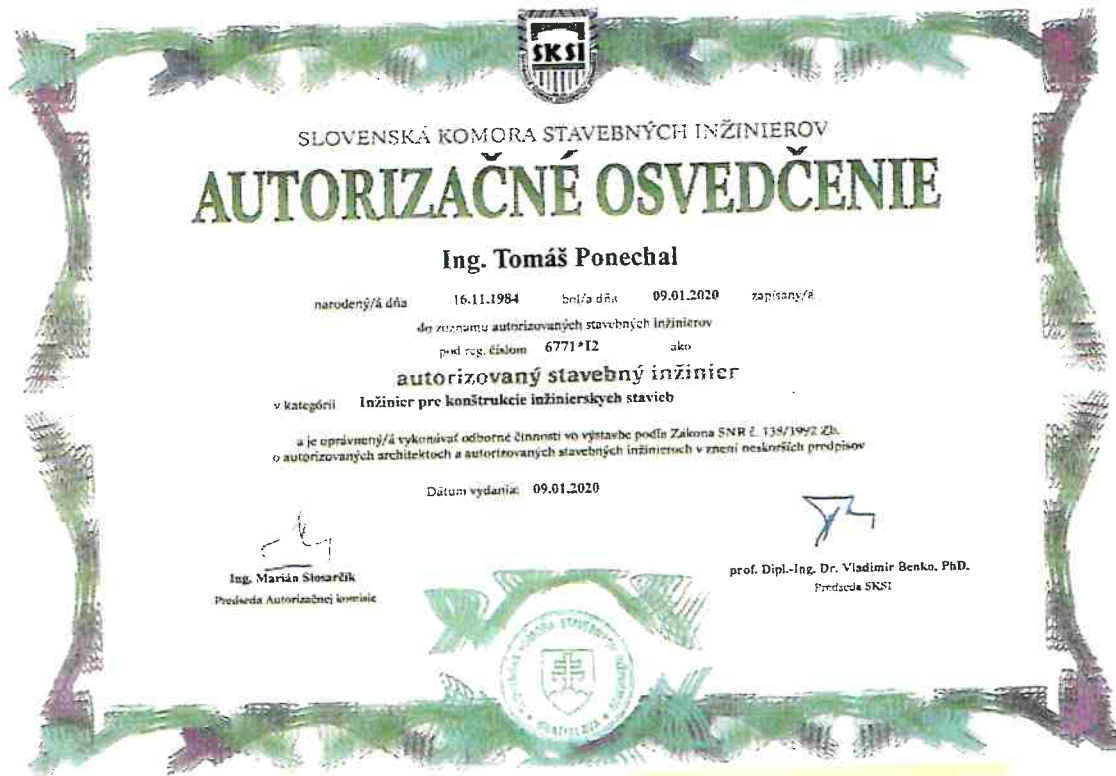 SKSI
SLOVENSKÁ KOMORA STAVEBNÝCH INŽINIEROV
AUTORIZAČNÉ OSVEDČENIE
Ing. Tomáš Ponechal
narodený/á dňa 16.11.1984 bol/a dňa 09.01.2020 zapísaný/á
do zoznamu autorizovaných stavebných inžinierov
pod reg. číslom 6771*I2 ako
autorizovaný stavebný inžinier
v kategórii Inžinier pre konštrukcie inžinierskych stavieb
a je oprávnený/á vykonávať odborné činnosti vo výstavbe podľa Zákona SNR č. 138/1992 Zb.
o autorizovaných architektoch a autorizovaných stavebných inžinieroch v znení neskorších predpisov
Dátum vydania: 09.01.2020
Ing. Marián Slosarčík
Predseda Autorizačnej komisie
prof. Dipl.-Ing. Dr. Vladimír Benko, PhD.
Predseda SKSI
KOMORA STAVEBNÝCH
BRATISLAVA